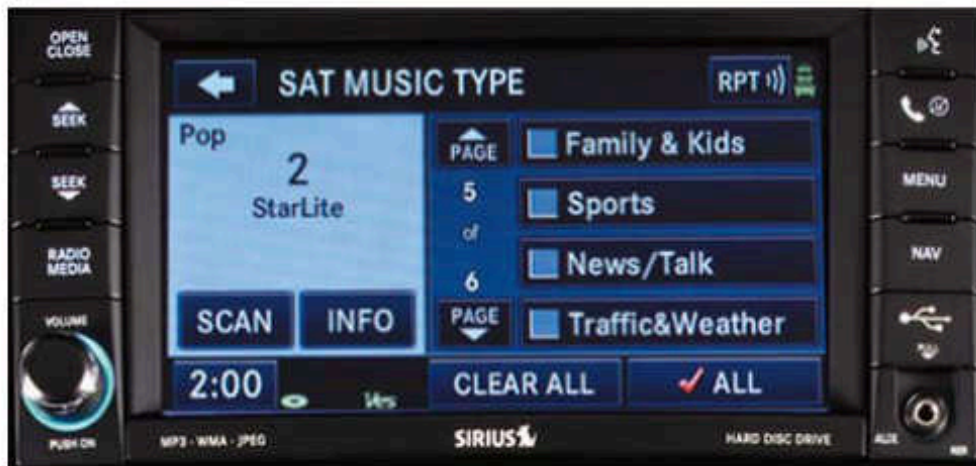 OPEN
CLOSE
SEEK
SEEK
RADIO
MEDIA
VOLUME
PUSH ON
SAT MUSIC TYPE
RPT
Pop
2
StarLite
SCAN
INFO
PAGE
5
of
6
PAGE
Family & Kids
Sports
News/Talk
Traffic&Weather
2:00
Yes
CLEAR ALL
ALL
MP3 - WMA - JPEG
SIRIUS
HARD DISC DRIVE
MENU
NAV
AUX